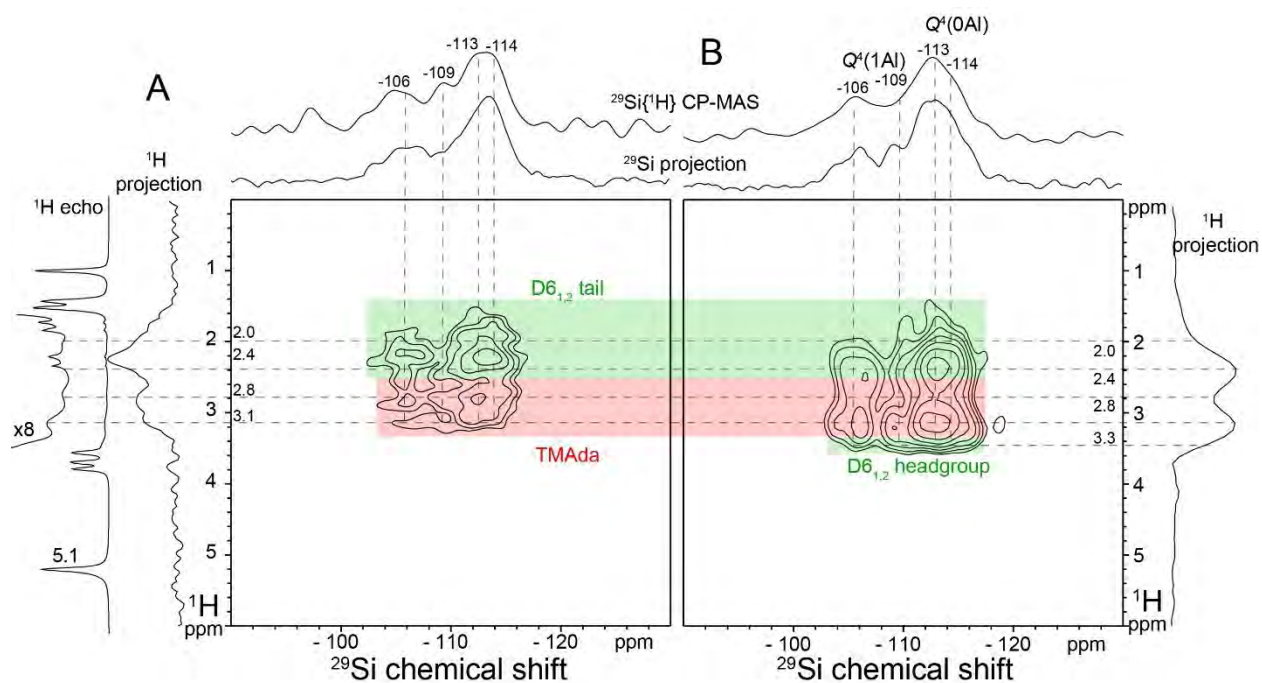 A
B
Q⁴(0Al)
-113
-114
-106
-109
Q⁴(1Al)
-106
-109
-113
-114
²⁹Si{¹H} CP-MAS
²⁹Si projection
¹H
projection
¹H echo
ppm
¹H
projection
1
2
3
4
5
2.0
2.4
2.8
3.1
x8
5.1
D6₁,₂ tail
TMAda
D6₁,₂ headgroup
1
2
3
4
5
2.0
2.4
2.8
3.3
¹H
ppm
¹H
ppm
- 100
- 110
- 120
ppm
- 100
- 110
- 120
ppm
²⁹Si chemical shift
²⁹Si chemical shift